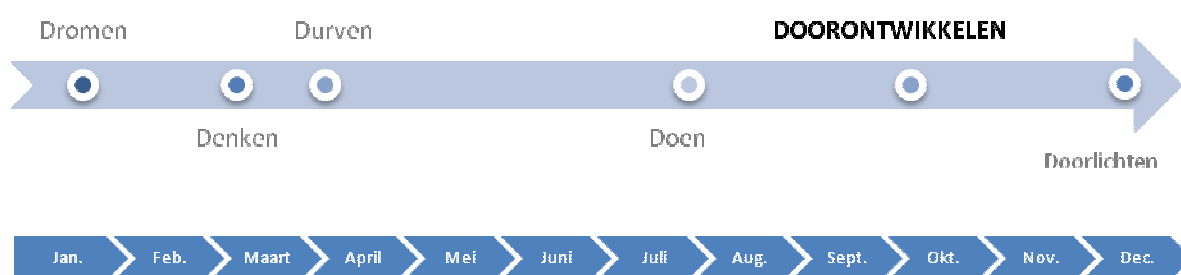 Dromen
Durven
DOORONTWIKKELEN
Denken
Doen
Doorlichten
Jan.
Feb.
Maart
April
Mei
Juni
Juli
Aug.
Sept.
Okt.
Nov.
Dec.